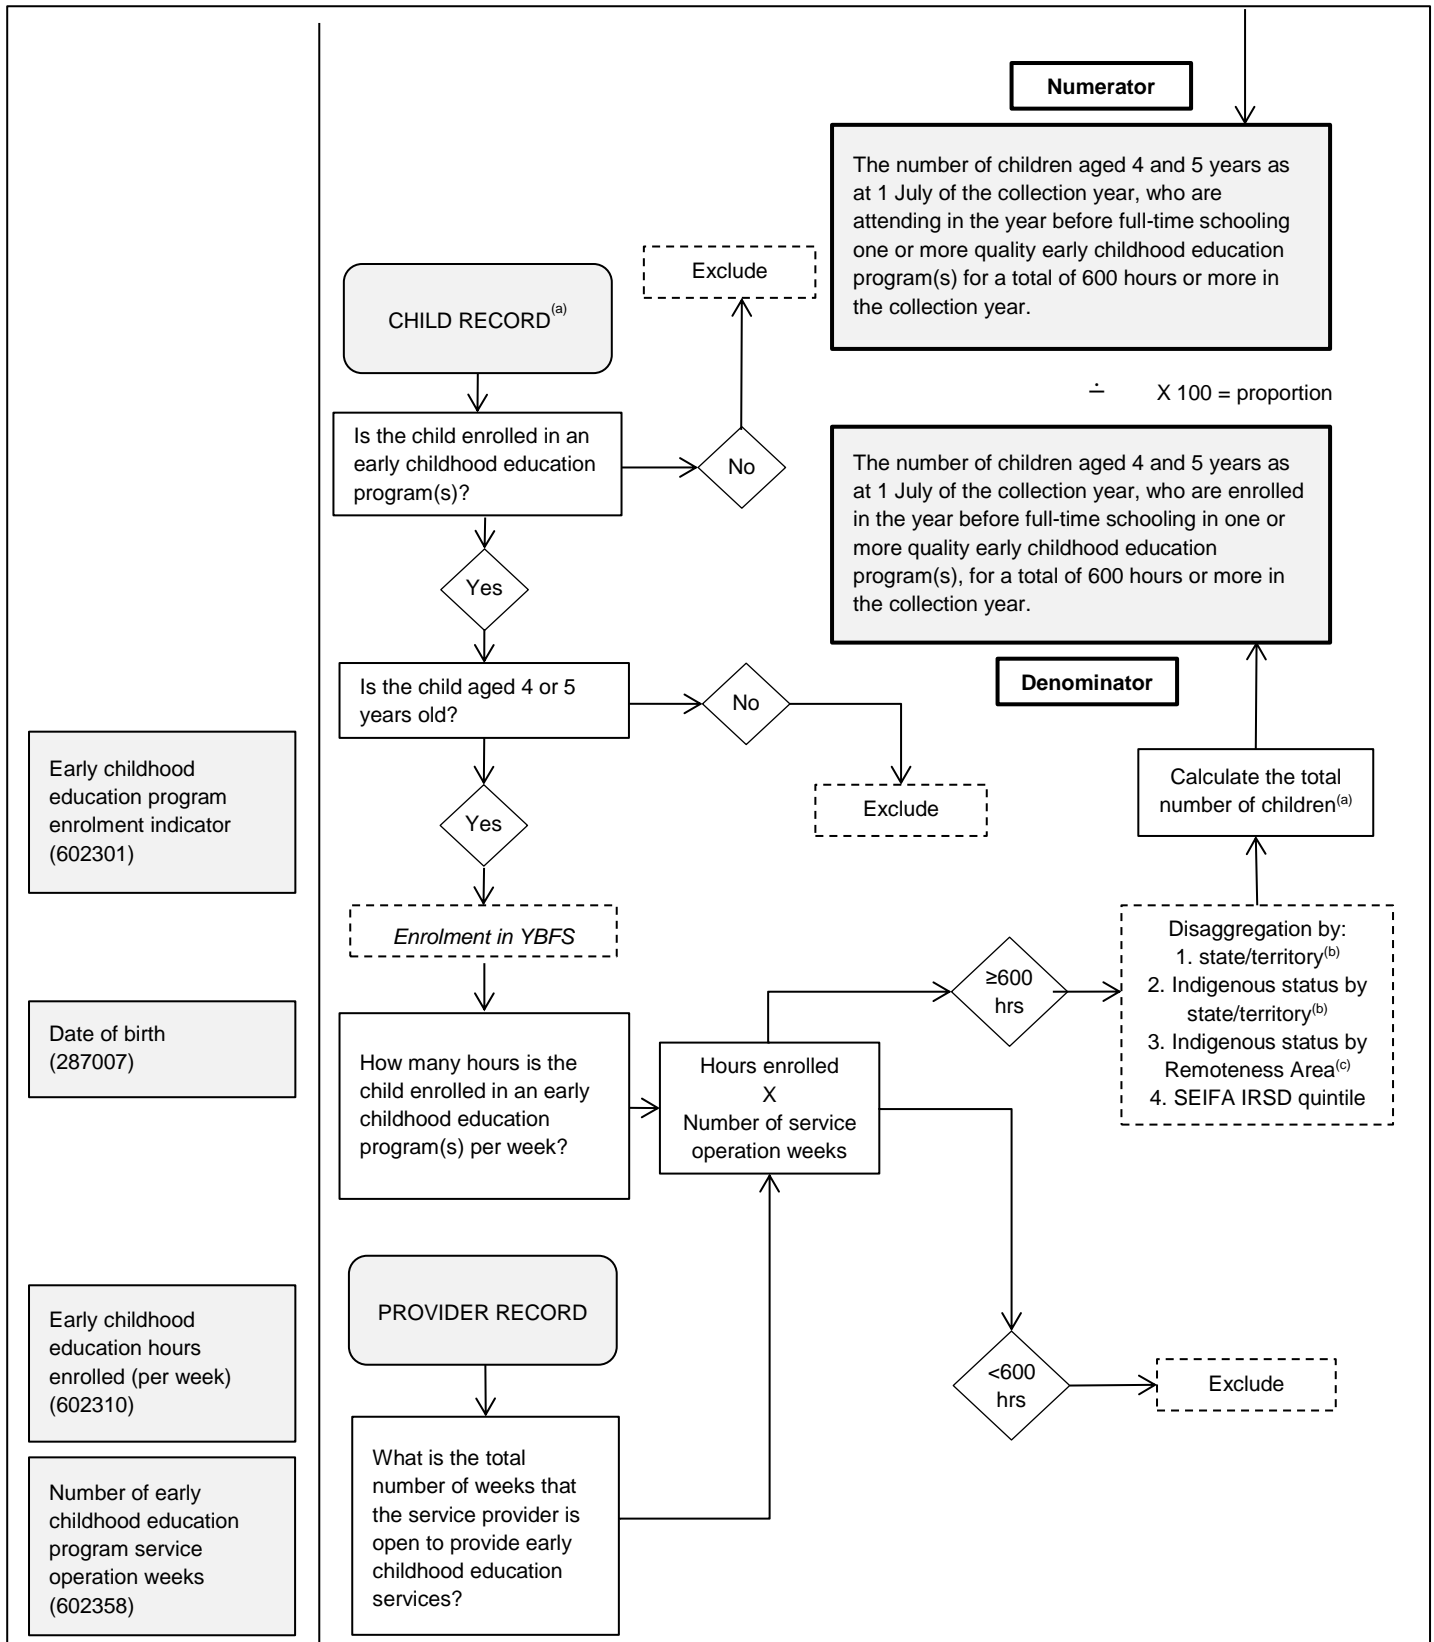 Numerator
The number of children aged 4 and 5 years as
at 1 July of the collection year, who are
attending in the year before full-time schooling
one or more quality early childhood education
program(s) for a total of 600 hours or more in
the collection year.
Exclude
CHILD RECORD(a)
÷ X 100 = proportion
Is the child enrolled in an
early childhood education
program(s)?
No
The number of children aged 4 and 5 years as
at 1 July of the collection year, who are enrolled
in the year before full-time schooling in one or
more quality early childhood education
program(s), for a total of 600 hours or more in
the collection year.
Yes
Denominator
Is the child aged 4 or 5
years old?
No
Early childhood
education program
enrolment indicator
(602301)
Yes
Exclude
Calculate the total
number of children(a)
Enrolment in YBFS
Disaggregation by:
1. state/territory(b)
2. Indigenous status by
state/territory(b)
3. Indigenous status by
Remoteness Area(c)
4. SEIFA IRSD quintile
≥600
hrs
Date of birth
(287007)
How many hours is the
child enrolled in an early
childhood education
program(s) per week?
Hours enrolled
X
Number of service
operation weeks
Early childhood
education hours
enrolled (per week)
(602310)
PROVIDER RECORD
<600
hrs
Exclude
Number of early
childhood education
program service
operation weeks
(602358)
What is the total
number of weeks that
the service provider is
open to provide early
childhood education
services?